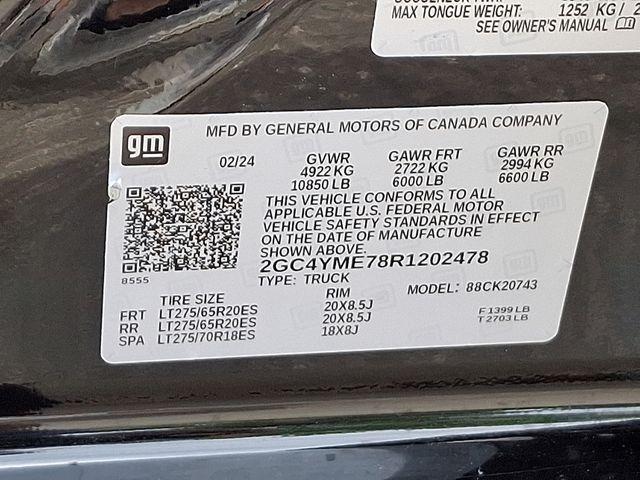 MAX TONGUE WEIGHT: 1252 KG / 2
SEE OWNER'S MANUAL
gm
MFD BY GENERAL MOTORS OF CANADA COMPANY
02/24 GVWR GAWR FRT GAWR RR
4922 KG 2722 KG 2994 KG
10850 LB 6000 LB 6600 LB
THIS VEHICLE CONFORMS TO ALL
APPLICABLE U.S. FEDERAL MOTOR
VEHICLE SAFETY STANDARDS IN EFFECT
ON THE DATE OF MANUFACTURE
SHOWN ABOVE.
8555
2GC4YME78R1202478
TYPE: TRUCK MODEL: 88CK20743
TIRE SIZE RIM
FRT LT275/65R20ES 20X8.5J F 1399 LB
RR LT275/65R20ES 20X8.5J T 2703 LB
SPA LT275/70R18ES 18X8J